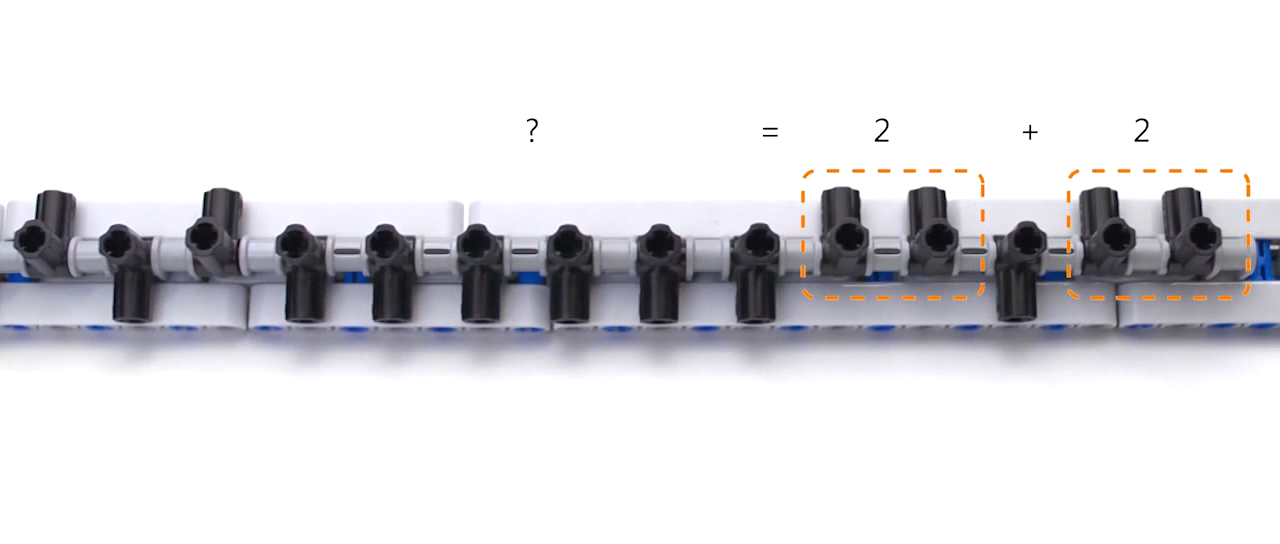 ? = 2 + 2